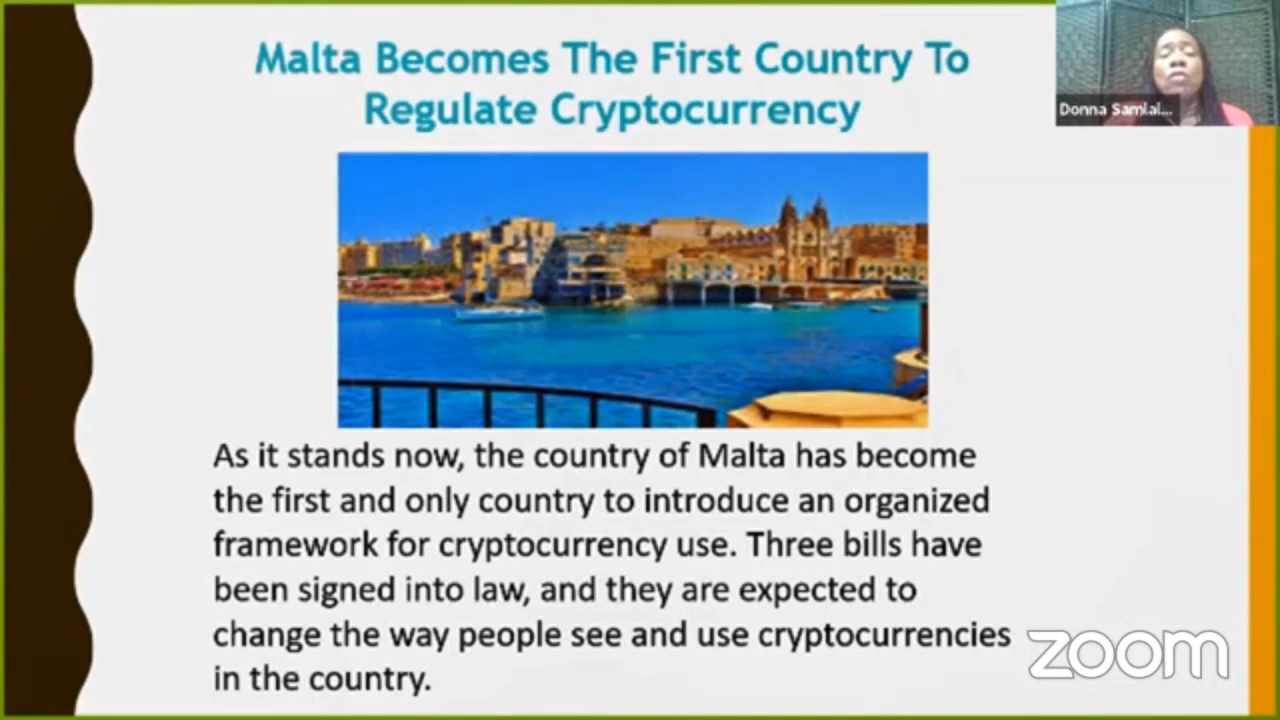 Malta Becomes The First Country To
Regulate Cryptocurrency
Donna Samlal...
As it stands now, the country of Malta has become
the first and only country to introduce an organized
framework for cryptocurrency use. Three bills have
been signed into law, and they are expected to
change the way people see and use cryptocurrencies
in the country.
zoom